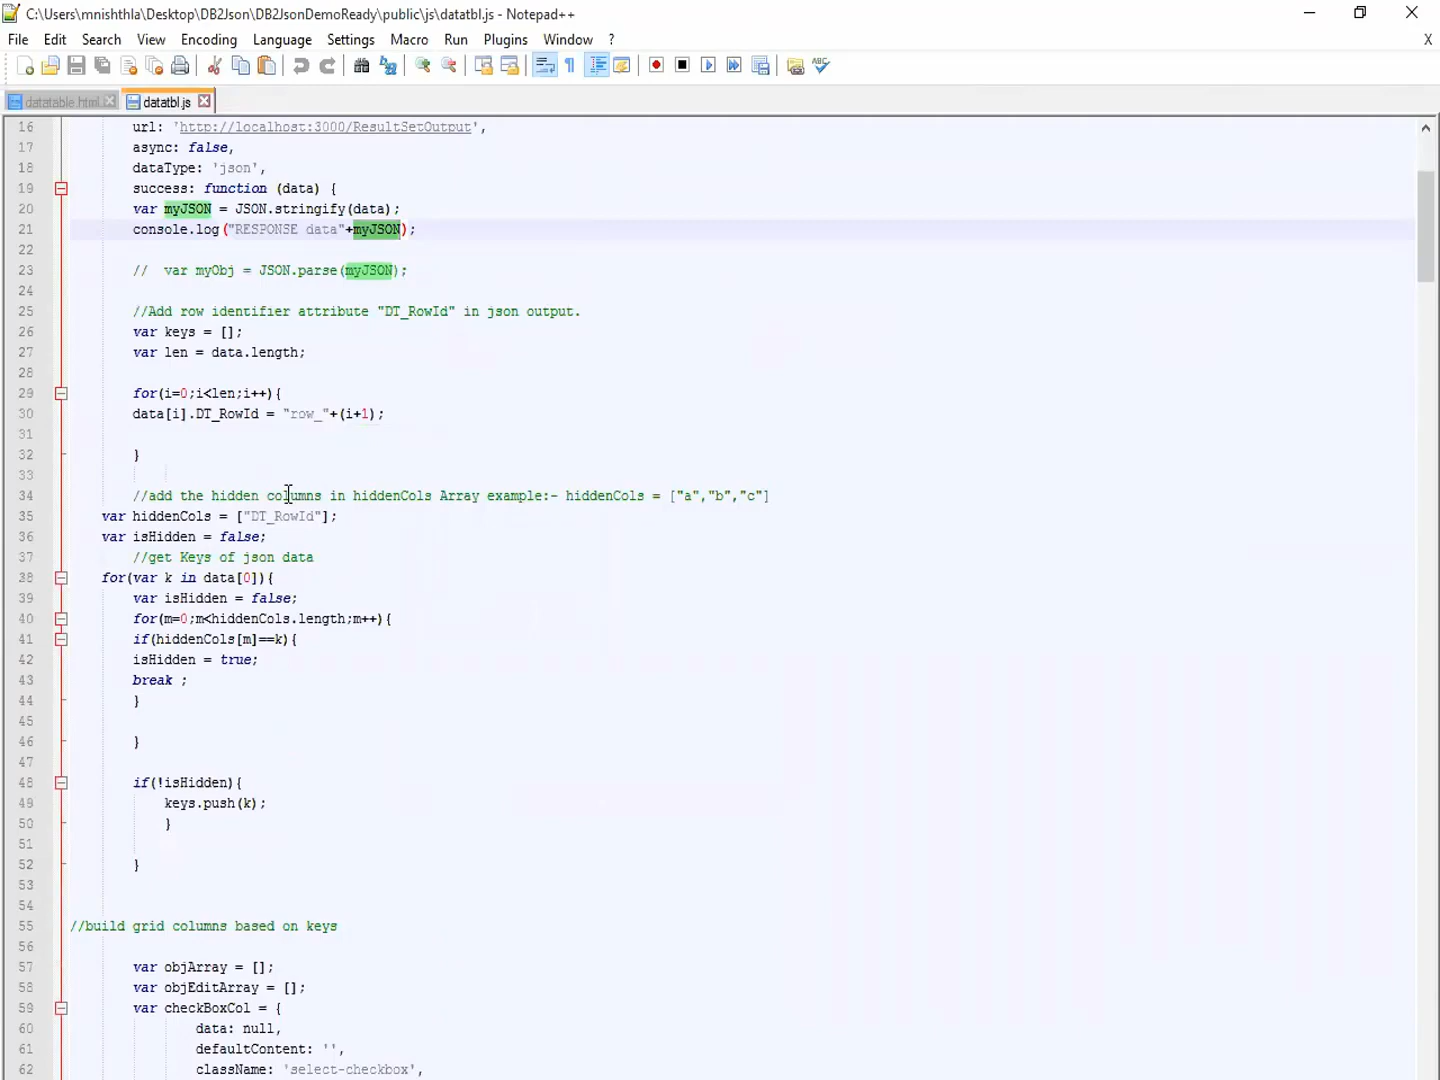 C:\Users\mnishthla\Desktop\DB2Json\DB2JsonDemoReady\public\js\datatbl.js - Notepad++
File Edit Search View Encoding Language Settings Macro Run Plugins Window ? X
datatable.html datatbl.js
16 url: 'http://localhost:3000/ResultSetOutput',
17 async: false,
18 dataType: 'json',
19 success: function (data) {
20 var myJSON = JSON.stringify(data);
21 console.log("RESPONSE data"+myJSON);
22
23 // var myObj = JSON.parse(myJSON);
24
25 //Add row identifier attribute "DT_RowId" in json output.
26 var keys = [];
27 var len = data.length;
28
29 for(i=0;i<len;i++){
30 data[i].DT_RowId = "row_"+(i+1);
31
32 }
33
34 //add the hidden columns in hiddenCols Array example:- hiddenCols = ["a","b","c"]
35 var hiddenCols = ["DT_RowId"];
36 var isHidden = false;
37 //get Keys of json data
38 for(var k in data[0]){
39 var isHidden = false;
40 for(m=0;m<hiddenCols.length;m++){
41 if(hiddenCols[m]==k){
42 isHidden = true;
43 break ;
44 }
45
46 }
47
48 if(!isHidden){
49 keys.push(k);
50 }
51
52 }
53
54
55 //build grid columns based on keys
56
57 var objArray = [];
58 var objEditArray = [];
59 var checkBoxCol = {
60 data: null,
61 defaultContent: '',
62 className: 'select-checkbox',